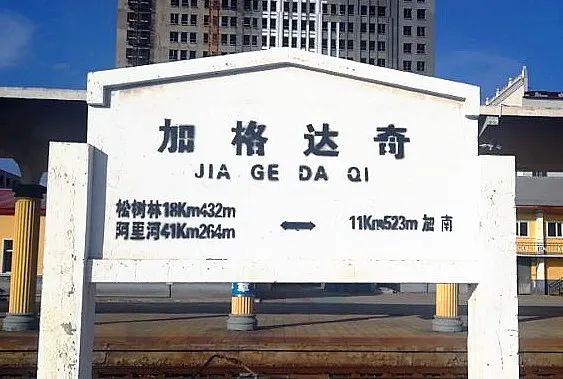 加格达奇
JIA GE DA QI
松树林18Km432m
阿里河41Km264m
11Km523m 加南